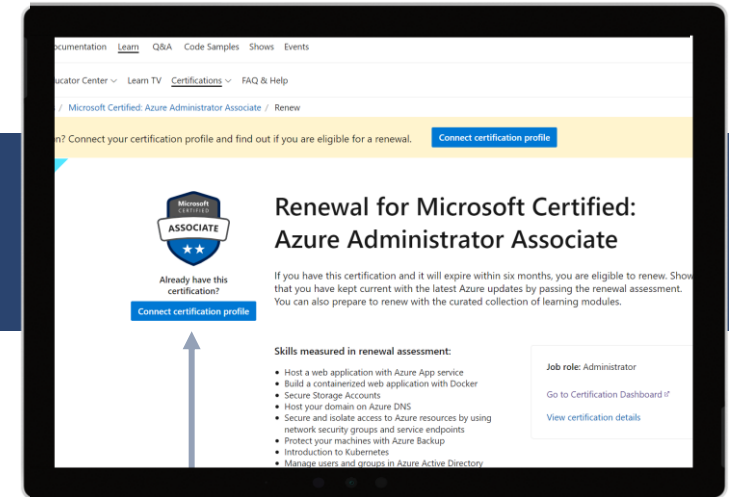 Learn Q&A Code Samples Shows Events
Center Learn TV Certifications FAQ & Help
/ Microsoft Certified: Azure Administrator Associate / Renew
? Connect your certification profile and find out if you are eligible for a renewal. Connect certification profile
Microsoft
CERTIFIED
ASSOCIATE
Renewal for Microsoft Certified:
Azure Administrator Associate
Already have this
certification?
Connect certification profile
If you have this certification and it will expire within six months, you are eligible to renew. Show
that you have kept current with the latest Azure updates by passing the renewal assessment.
You can also prepare to renew with the curated collection of learning modules.
Skills measured in renewal assessment:
• Host a web application with Azure App service
• Build a containerized web application with Docker
• Secure Storage Accounts
• Host your domain on Azure DNS
• Secure and isolate access to Azure resources by using
network security groups and service endpoints
• Protect your machines with Azure Backup
• Introduction to Kubernetes
• Manage users and groups in Azure Active Directory
Job role: Administrator
Go to Certification Dashboard
View certification details